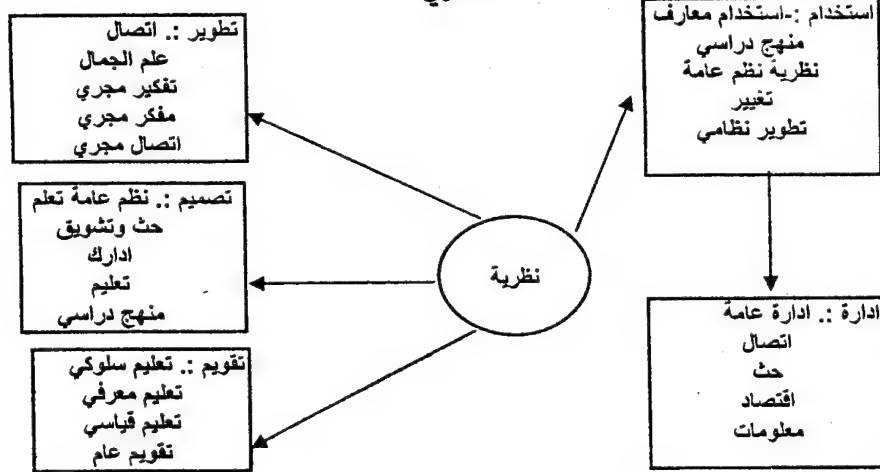 استخدام :-استخدام معارف
منهج دراسي
نظرية نظم عامة
تغيير
تطوير نظامي
تطوير :. اتصال
علم الجمال
تفكير مجري
مفكر مجري
اتصال مجري
تصميم :. نظم عامة تعلم
حث وتشويق
ادارك
تعليم
منهج دراسي
نظرية
ادارة :. ادارة عامة
اتصال
حث
اقتصاد
معلومات
تقويم :. تعليم سلوكي
تعليم معرفي
تعليم قياسي
تقويم عام